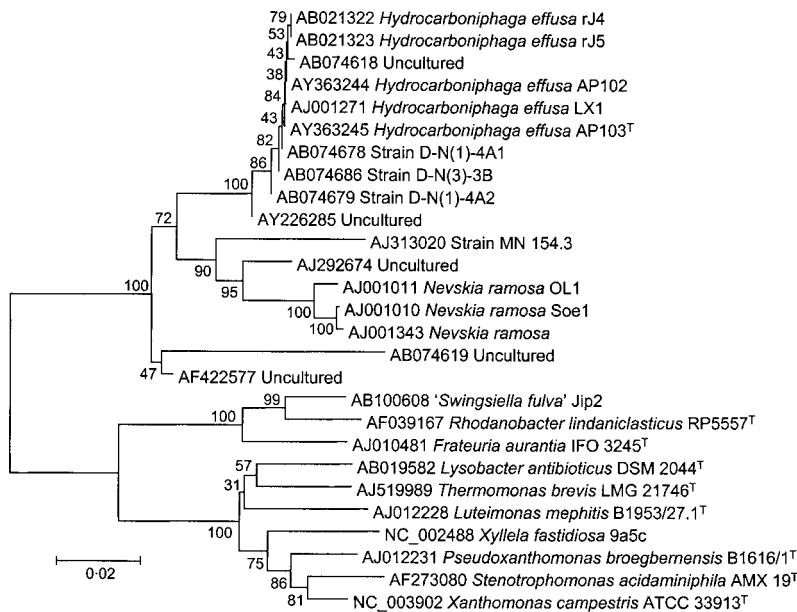 79
AB021322 Hydrocarboniphaga effusa rJ4
53
AB021323 Hydrocarboniphaga effusa rJ5
43
AB074618 Uncultured
38
AY363244 Hydrocarboniphaga effusa AP102
84
AJ001271 Hydrocarboniphaga effusa LX1
43
AY363245 Hydrocarboniphaga effusa AP103T
82
AB074678 Strain D-N(1)-4A1
86
AB074686 Strain D-N(3)-3B
100
AB074679 Strain D-N(1)-4A2
AY226285 Uncultured
72
AJ313020 Strain MN 154.3
90
AJ292674 Uncultured
95
AJ001011 Nevskia ramosa OL1
100
100
AJ001010 Nevskia ramosa Soe1
100
AJ001343 Nevskia ramosa
AB074619 Uncultured
47
AF422577 Uncultured
99
AB100608 'Swingsiella fulva' Jip2
100
AF039167 Rhodanobacter lindaniclasticus RP5557T
AJ010481 Frateuria aurantia IFO 3245T
57
AB019582 Lysobacter antibioticus DSM 2044T
31
AJ519989 Thermomonas brevis LMG 21746T
AJ012228 Luteimonas mephitis B1953/27.1T
100
NC_002488 Xyllela fastidiosa 9a5c
75
AJ012231 Pseudoxanthomonas broegbernensis B1616/1T
86
AF273080 Stenotrophomonas acidaminiphila AMX 19T
81
NC_003902 Xanthomonas campestris ATCC 33913T
0·02